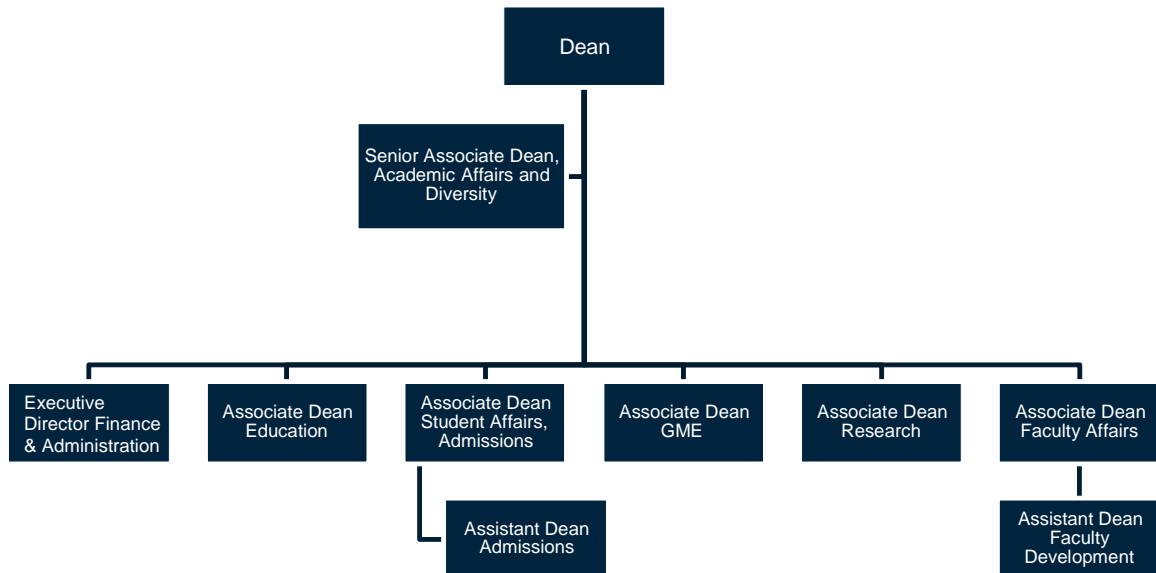 Dean
Senior Associate Dean,
Academic Affairs and
Diversity
Executive
Director Finance
& Administration
Associate Dean
Education
Associate Dean
Student Affairs,
Admissions
Associate Dean
GME
Associate Dean
Research
Associate Dean
Faculty Affairs
Assistant Dean
Admissions
Assistant Dean
Faculty
Development